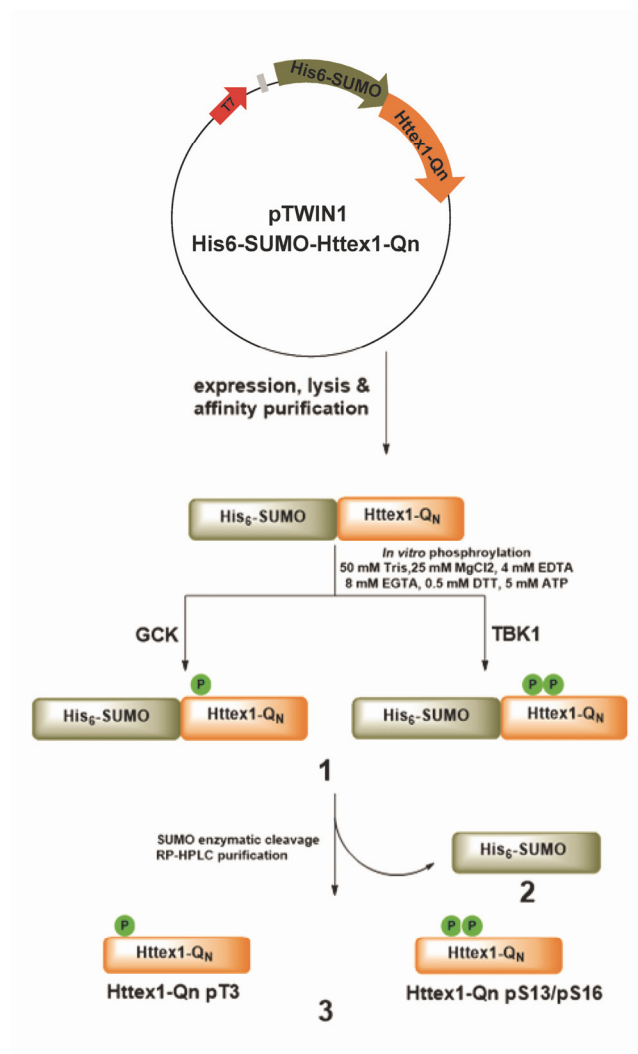 T7
His6-SUMO
Httex1-Qn
pTWIN1
His6-SUMO-Httex1-Qn
expression, lysis &
affinity purification
His6-SUMO
Httex1-QN
In vitro phosphroylation
50 mM Tris,25 mM MgCl2, 4 mM EDTA
8 mM EGTA, 0.5 mM DTT, 5 mM ATP
GCK
TBK1
P
P P
His6-SUMO
Httex1-QN
His6-SUMO
Httex1-QN
1
SUMO enzymatic cleavage
RP-HPLC purification
His6-SUMO
2
P
P P
Httex1-QN
Httex1-QN
Httex1-Qn pT3
Httex1-Qn pS13/pS16
3